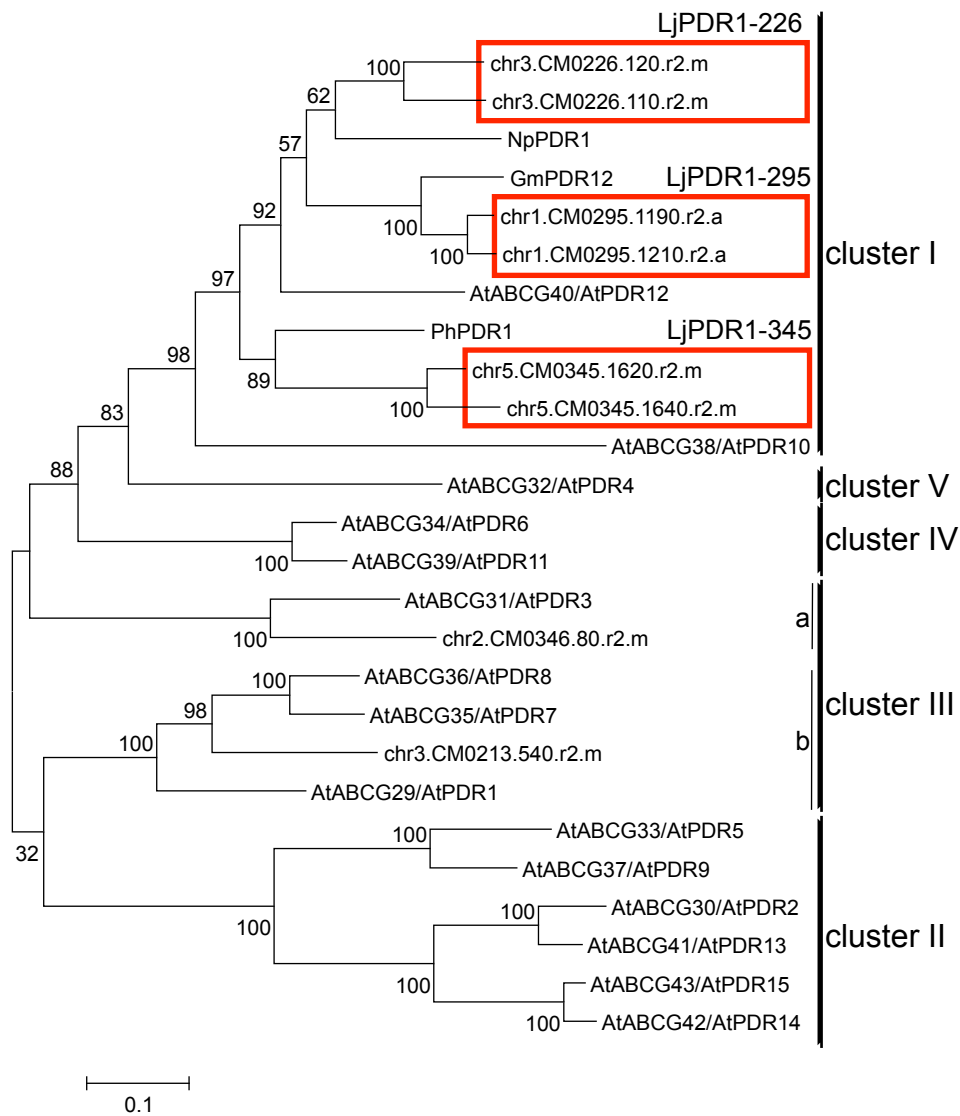 LjPDR1-226
100
chr3.CM0226.120.r2.m
62
chr3.CM0226.110.r2.m
NpPDR1
57
GmPDR12
LjPDR1-295
chr1.CM0295.1190.r2.a
100
92
chr1.CM0295.1210.r2.a
100
cluster I
97
AtABCG40/AtPDR12
PhPDR1
LjPDR1-345
98
chr5.CM0345.1620.r2.m
89
100
chr5.CM0345.1640.r2.m
83
AtABCG38/AtPDR10
88
AtABCG32/AtPDR4
cluster V
AtABCG34/AtPDR6
cluster IV
100
AtABCG39/AtPDR11
AtABCG31/AtPDR3
a
100
chr2.CM0346.80.r2.m
100
AtABCG36/AtPDR8
cluster III
98
AtABCG35/AtPDR7
b
100
chr3.CM0213.540.r2.m
AtABCG29/AtPDR1
100
AtABCG33/AtPDR5
32
AtABCG37/AtPDR9
100
100
AtABCG30/AtPDR2
cluster II
AtABCG41/AtPDR13
100
AtABCG43/AtPDR15
100
AtABCG42/AtPDR14
0.1